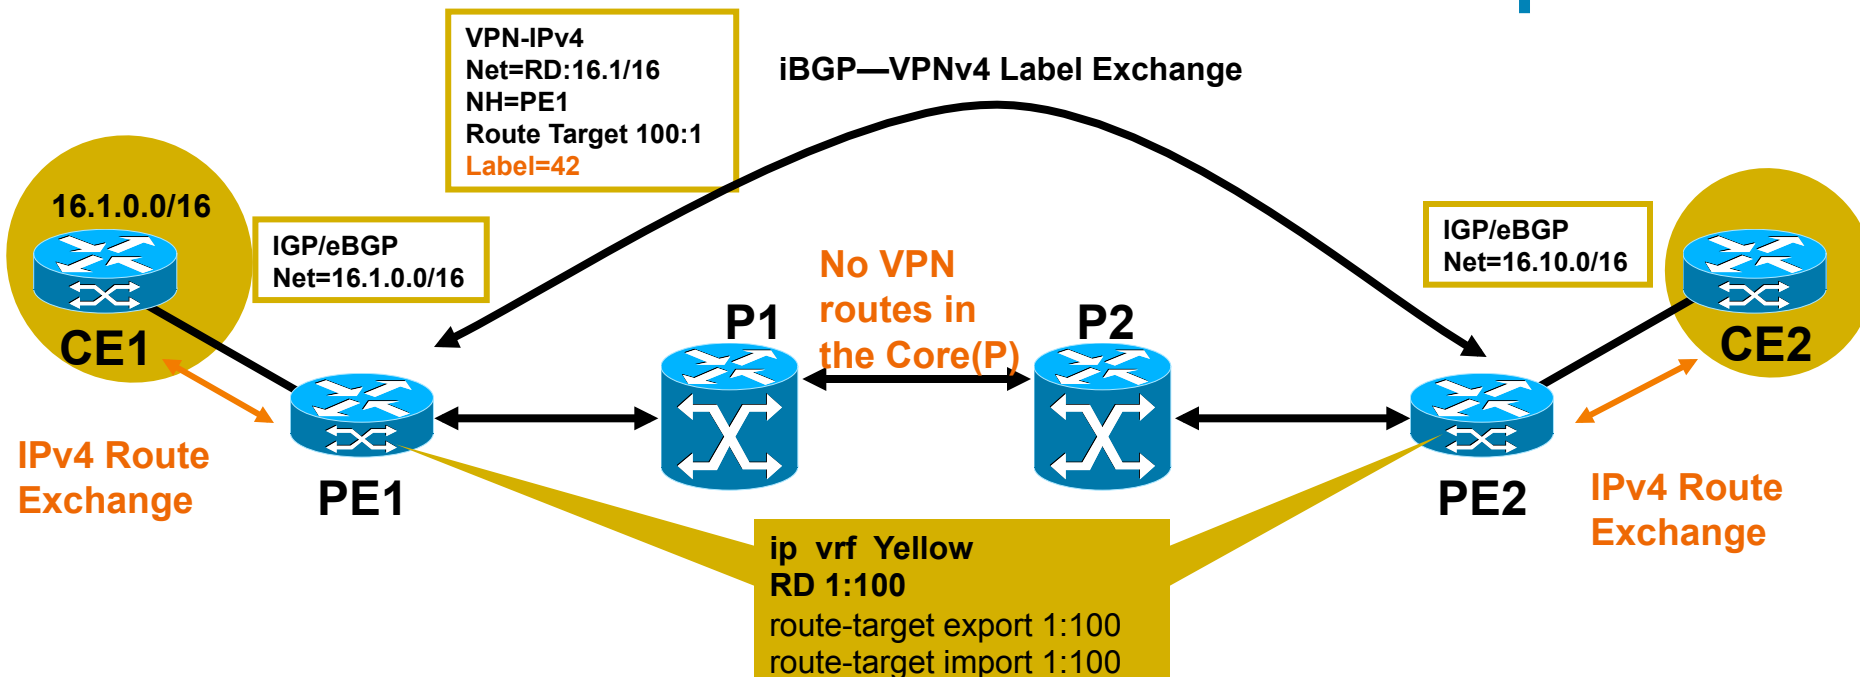 VPN-IPv4
Net=RD:16.1/16
NH=PE1
Route Target 100:1
Label=42
iBGP—VPNv4 Label Exchange
16.1.0.0/16
IGP/eBGP
Net=16.1.0.0/16
IGP/eBGP
Net=16.10.0/16
No VPN
routes in
the Core(P)
P1
P2
CE1
CE2
IPv4 Route
Exchange
PE1
PE2
IPv4 Route
Exchange
ip vrf Yellow
RD 1:100
route-target export 1:100
route-target import 1:100